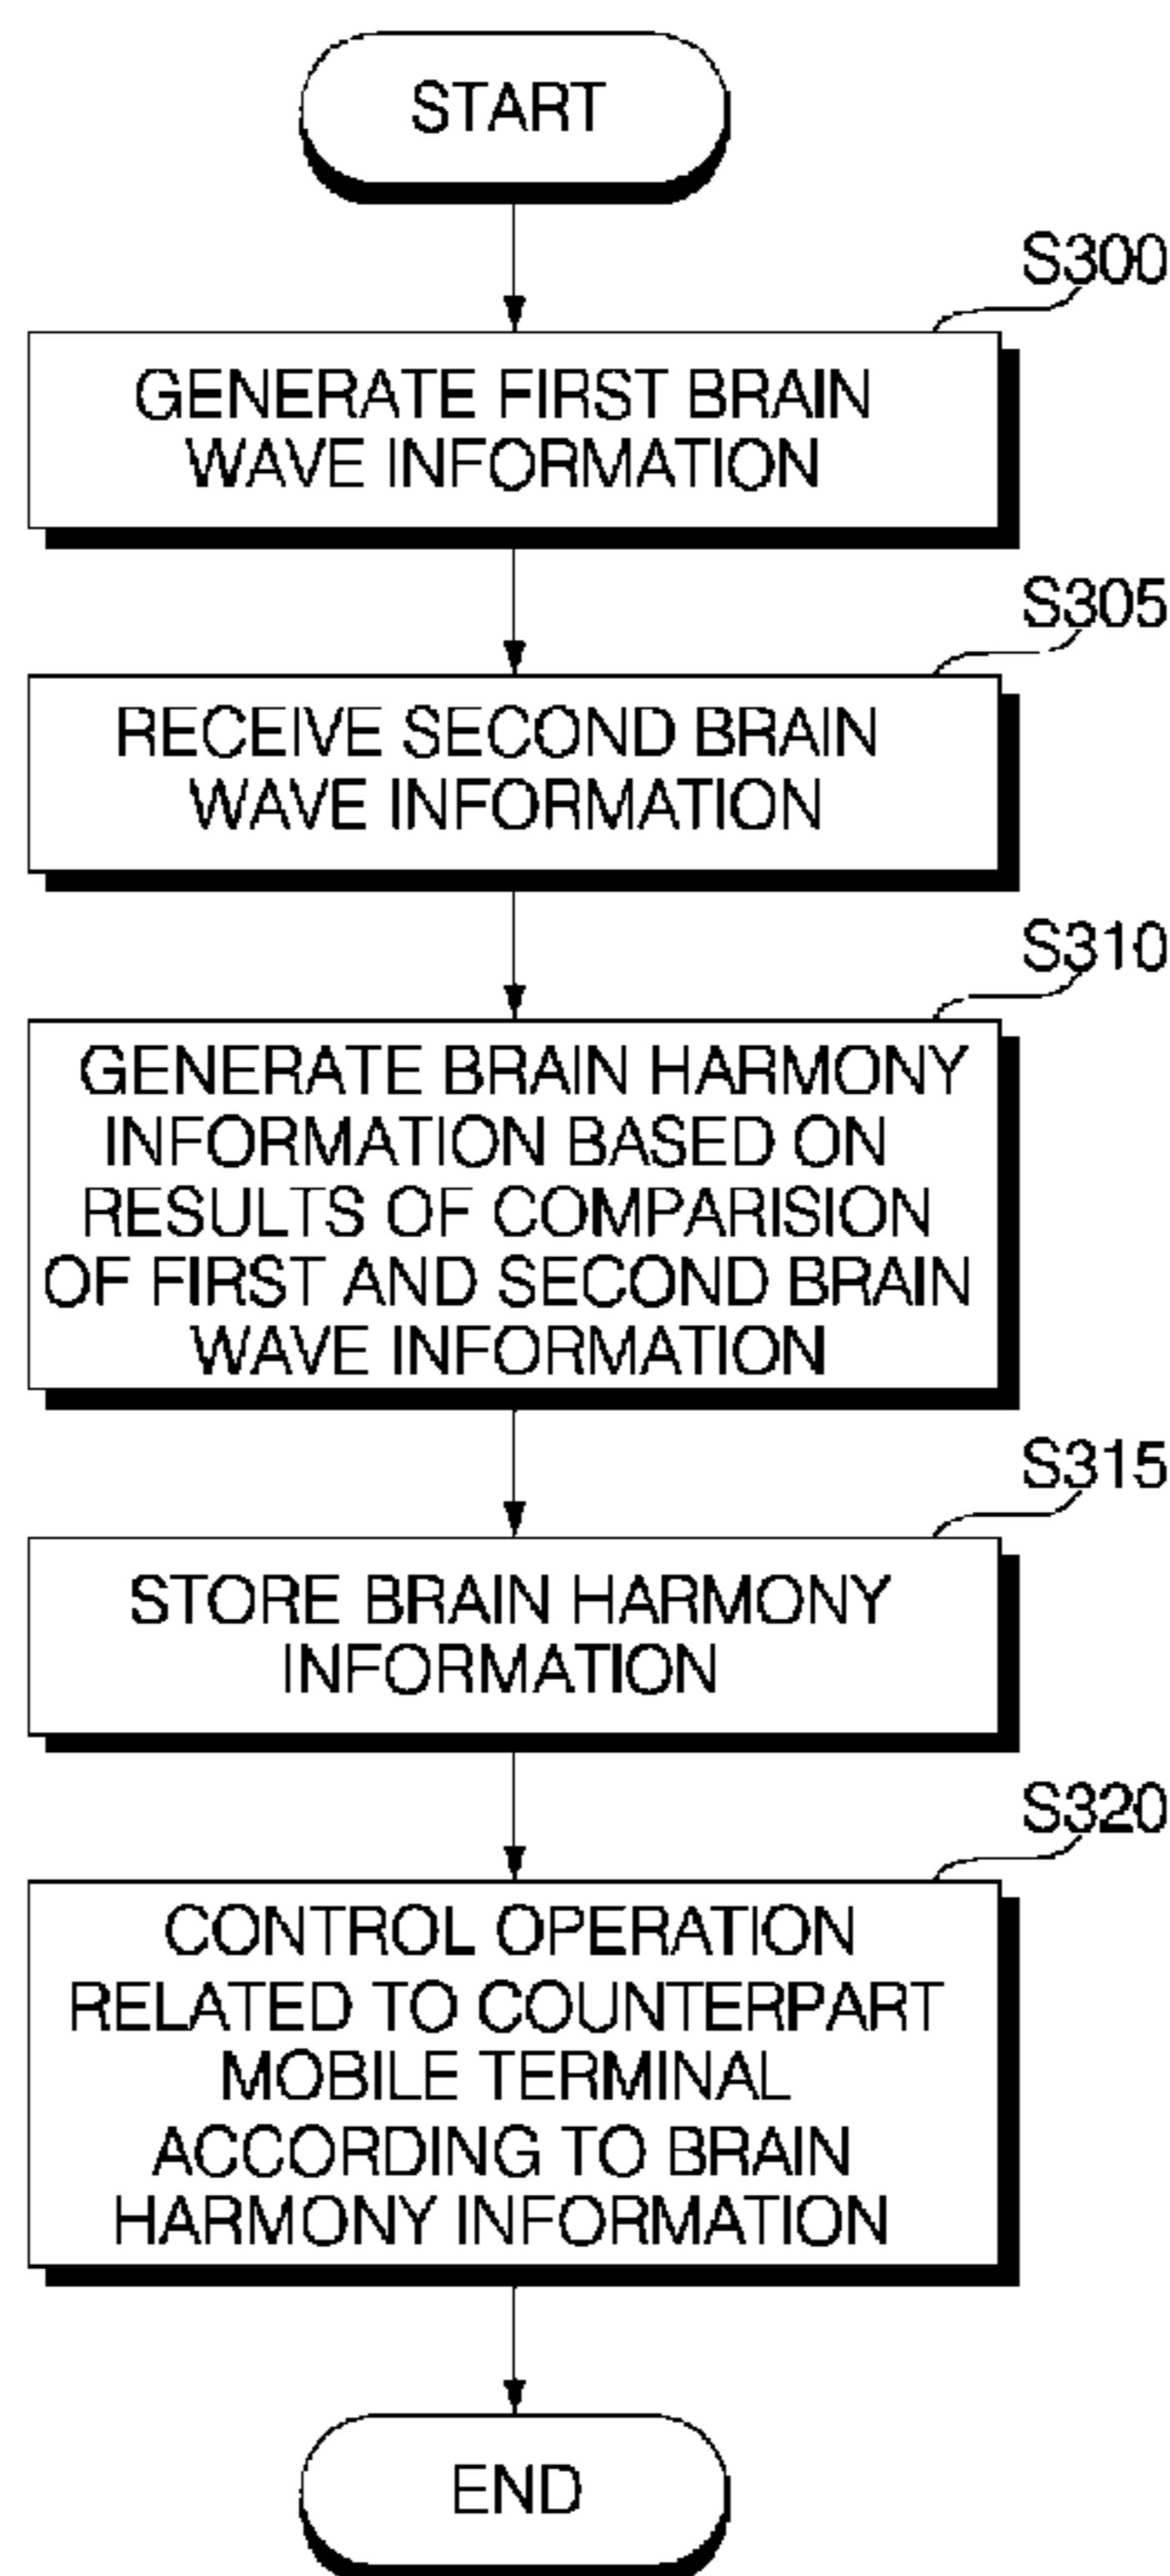 START
S300
GENERATE FIRST BRAIN
WAVE INFORMATION
S305
RECEIVE SECOND BRAIN
WAVE INFORMATION
S310
GENERATE BRAIN HARMONY
INFORMATION BASED ON
RESULTS OF COMPARISION
OF FIRST AND SECOND BRAIN
WAVE INFORMATION
S315
STORE BRAIN HARMONY
INFORMATION
S320
CONTROL OPERATION
RELATED TO COUNTERPART
MOBILE TERMINAL
ACCORDING TO BRAIN
HARMONY INFORMATION
END